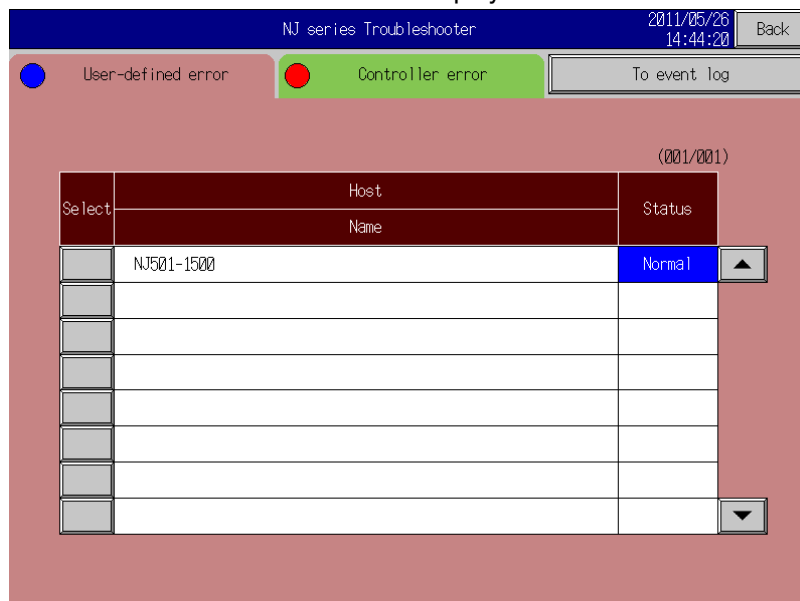 NJ series Troubleshooter
2011/05/26
14:44:20
Back
User-defined error
Controller error
To event log
(001/001)
Select
Host
Name
Status
NJ501-1500
Normal